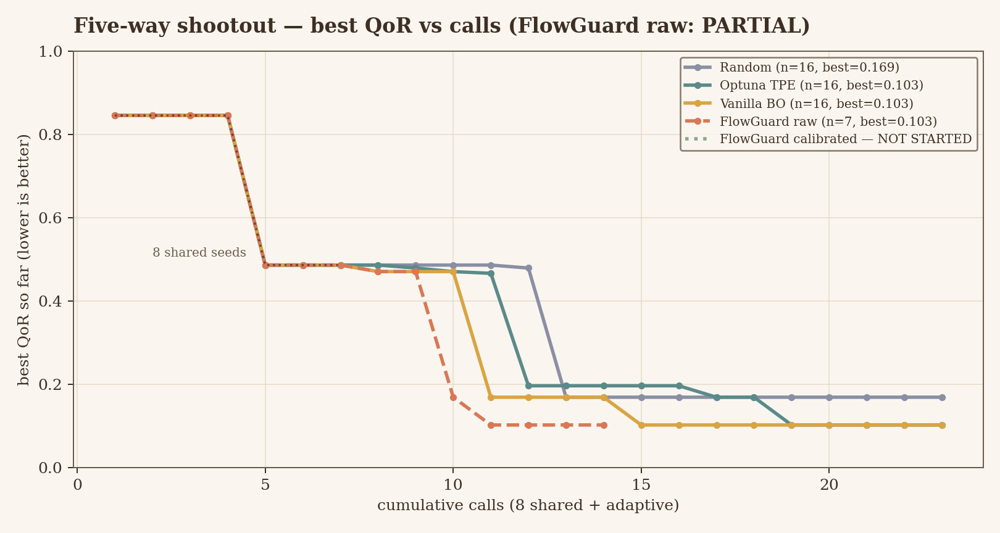 Five-way shootout — best QoR vs calls (FlowGuard raw: PARTIAL)
best QoR so far (lower is better)
1.0
0.8
0.6
0.4
0.2
0.0
Random (n=16, best=0.169)
Optuna TPE (n=16, best=0.103)
Vanilla BO (n=16, best=0.103)
FlowGuard raw (n=7, best=0.103)
FlowGuard calibrated — NOT STARTED
8 shared seeds
0 5 10 15 20
cumulative calls (8 shared + adaptive)